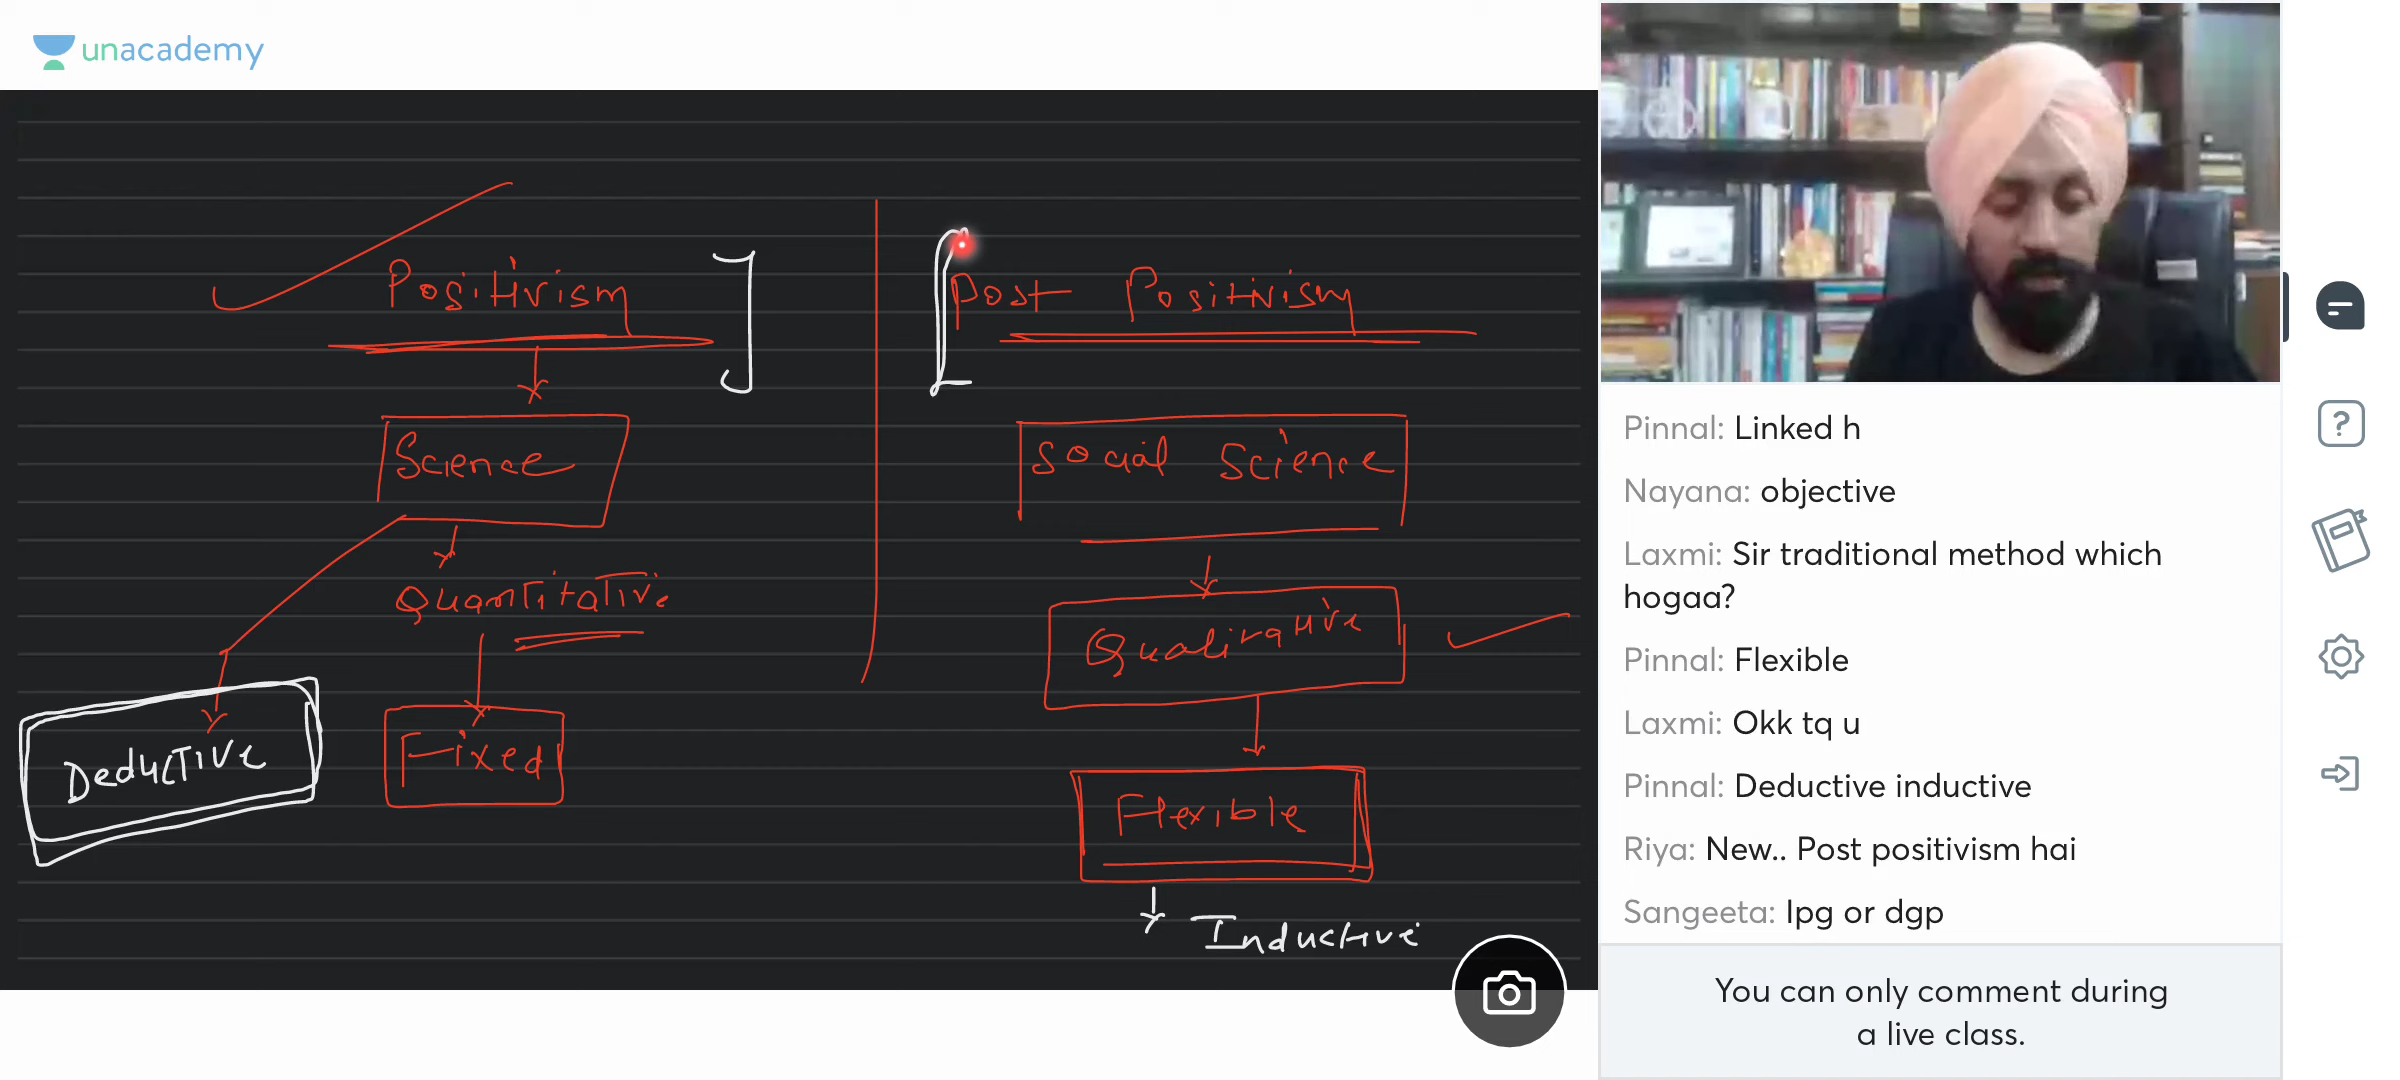 unacademy
Positivism
Post Positivism
Science
Social Science
Quantitative
Qualitative
Deductive
Fixed
Flexible
Inductive
Pinnal: Linked h
Nayana: objective
Laxmi: Sir traditional method which
hogaa?
Pinnal: Flexible
Laxmi: Okk tq u
Pinnal: Deductive inductive
Riya: New.. Post positivism hai
Sangeeta: Ipg or dgp
You can only comment during
a live class.
?